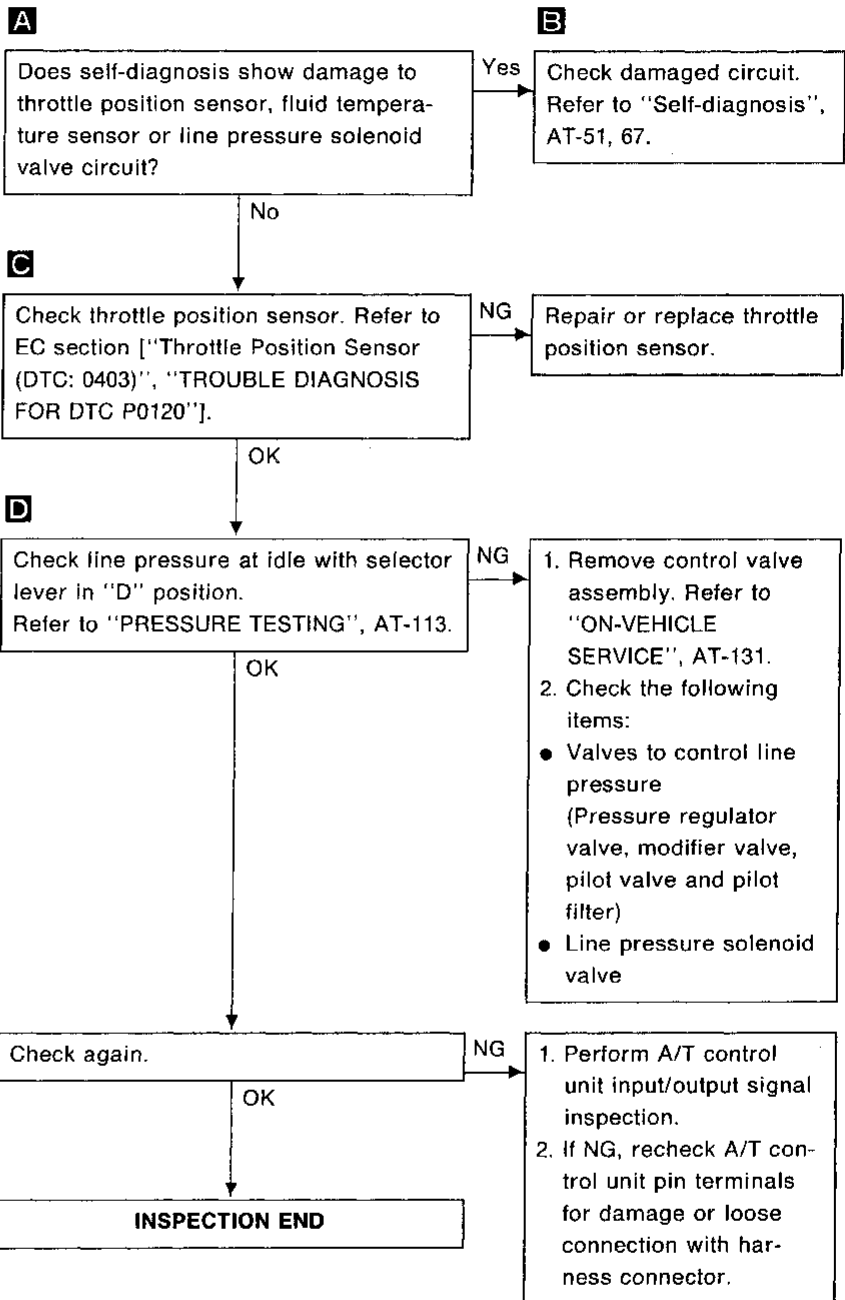 A
B
Does self-diagnosis show damage to
throttle position sensor, fluid tempera-
ture sensor or line pressure solenoid
valve circuit?
Yes
Check damaged circuit.
Refer to "Self-diagnosis",
AT-51, 67.
No
C
Check throttle position sensor. Refer to
EC section ["Throttle Position Sensor
(DTC: 0403)", "TROUBLE DIAGNOSIS
FOR DTC P0120"].
NG
Repair or replace throttle
position sensor.
OK
D
Check line pressure at idle with selector
lever in "D" position.
Refer to "PRESSURE TESTING", AT-113.
NG
1. Remove control valve
assembly. Refer to
"ON-VEHICLE
SERVICE", AT-131.
2. Check the following
items:
● Valves to control line
pressure
(Pressure regulator
valve, modifier valve,
pilot valve and pilot
filter)
● Line pressure solenoid
valve
OK
Check again.
NG
1. Perform A/T control
unit input/output signal
inspection.
2. If NG, recheck A/T con-
trol unit pin terminals
for damage or loose
connection with har-
ness connector.
OK
INSPECTION END